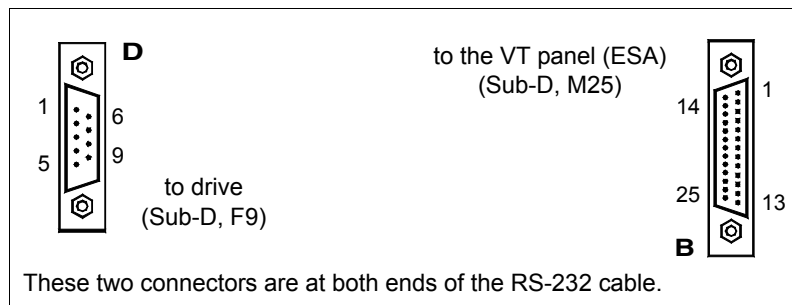 D
1
6
5
9
to drive
(Sub-D, F9)
to the VT panel (ESA)
(Sub-D, M25)
14
1
25
13
B
These two connectors are at both ends of the RS-232 cable.